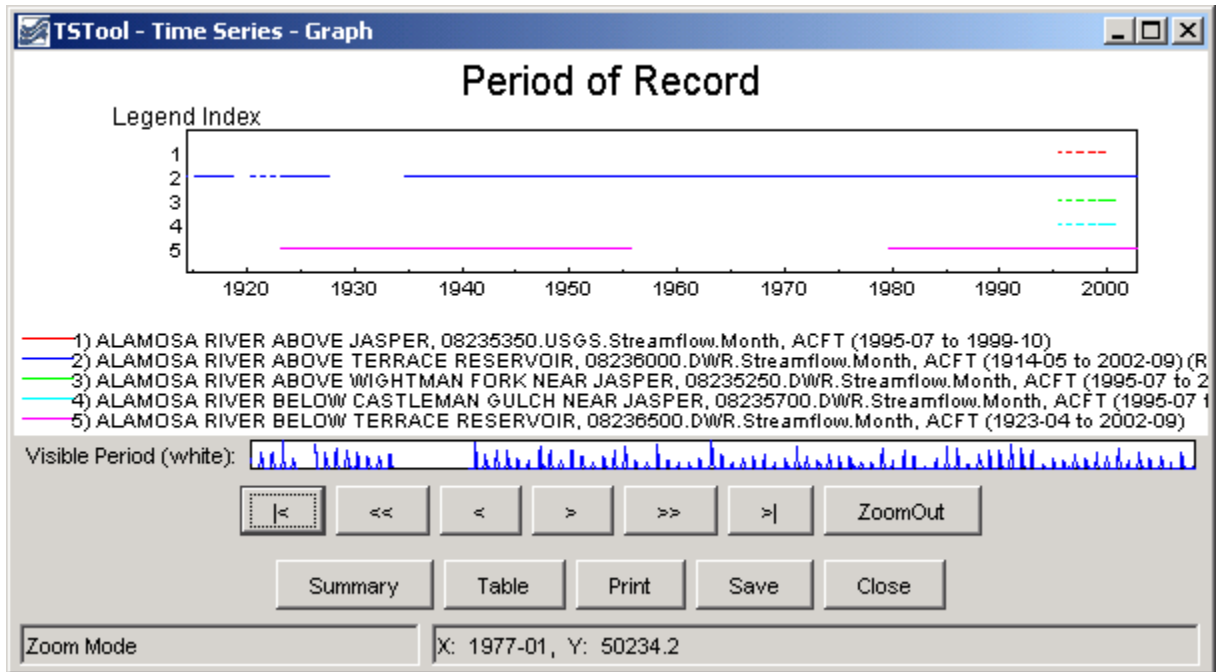 TSTool - Time Series - Graph
Period of Record
Legend Index
1
2
3
4
5
1920 1930 1940 1950 1960 1970 1980 1990 2000
1) ALAMOSA RIVER ABOVE JASPER, 08235350.USGS.Streamflow.Month, ACFT (1995-07 to 1999-10)
2) ALAMOSA RIVER ABOVE TERRACE RESERVOIR, 08236000.DWR.Streamflow.Month, ACFT (1914-05 to 2002-09) (R
3) ALAMOSA RIVER ABOVE WIGHTMAN FORK NEAR JASPER, 08235250.DWR.Streamflow.Month, ACFT (1995-07 to 2
4) ALAMOSA RIVER BELOW CASTLEMAN GULCH NEAR JASPER, 08235700.DWR.Streamflow.Month, ACFT (1995-07 t
5) ALAMOSA RIVER BELOW TERRACE RESERVOIR, 08236500.DWR.Streamflow.Month, ACFT (1923-04 to 2002-09)
Visible Period (white):
|< << < > >> >| ZoomOut
Summary Table Print Save Close
Zoom Mode X: 1977-01, Y: 50234.2